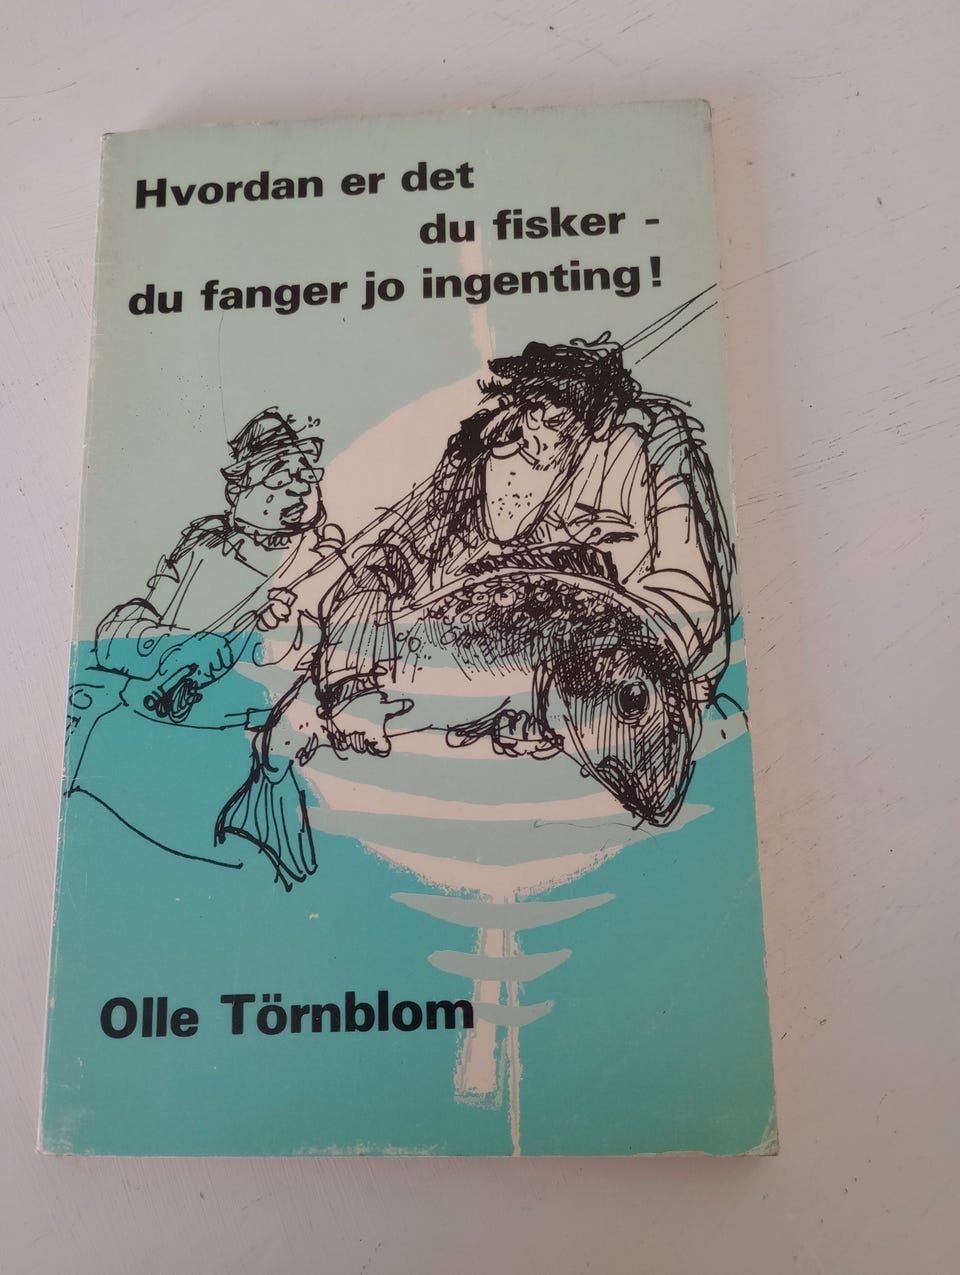 Hvordan er det
du fisker -
du fanger jo ingenting!
Olle Törnblom